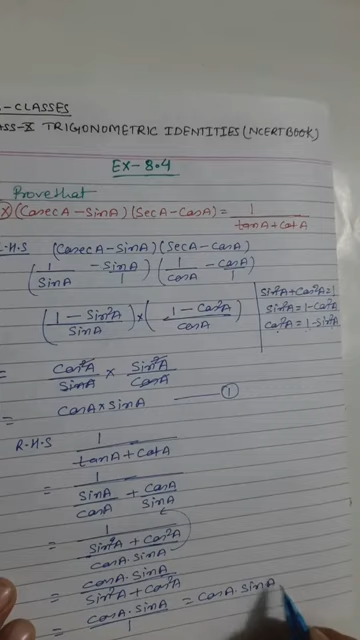 -CLASSES
ASS-X TRIGONOMETRIC IDENTITIES (NCERT BOOK)
EX-8.4
Prove that
x) (CosecA - SinA) (SecA - CosA) = 1/(tanA + CotA)
R.H.S (CosecA - SinA) (SecA - CosA)
(1/SinA - SinA/1) (1/CosA - CosA/1)
(1 - Sin²A/SinA) × (1 - Cos²A/CosA)
Sin²A + Cos²A = 1
Sin²A = 1 - Cos²A
Cos²A = 1 - Sin²A
= Cos²A/SinA × Sin²A/CosA
= CosA × SinA ——— ①
R.H.S 1/(tanA + CotA)
= 1/(SinA/CosA + CosA/SinA)
= 1/(Sin²A + Cos²A/CosA.SinA)
= CosA.SinA/Sin²A + Cos²A
= CosA.SinA/1 = CosA.SinA